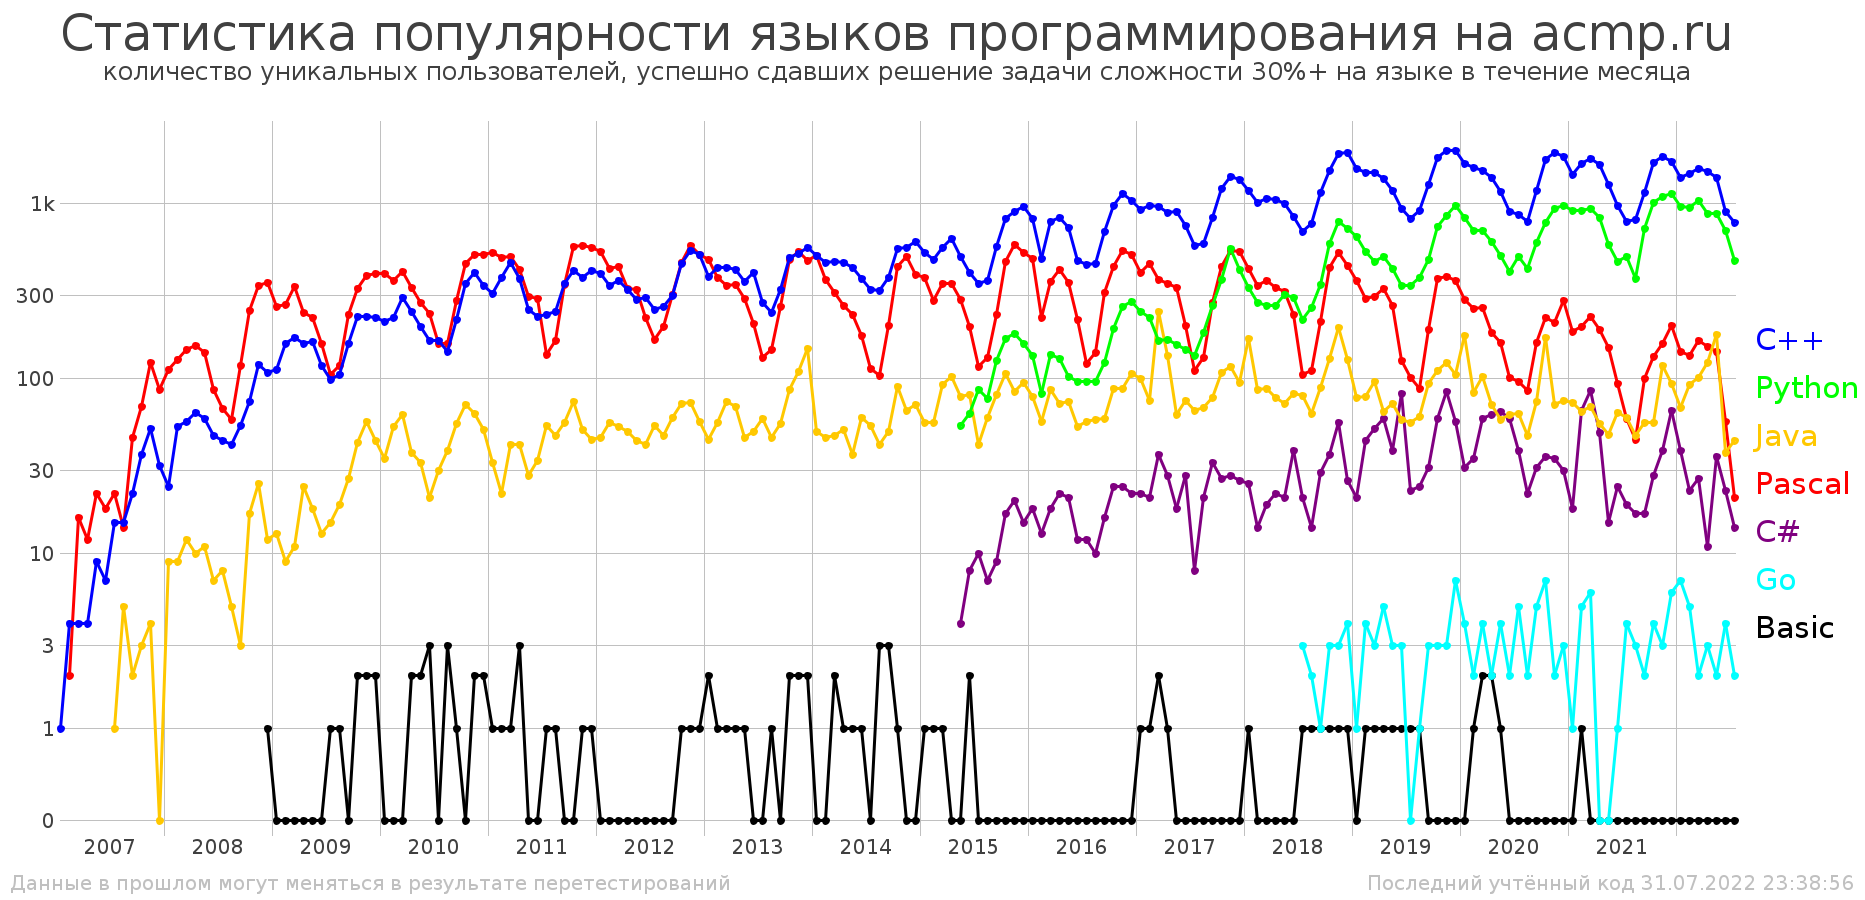 Статистика популярности языков программирования на acmp.ru
количество уникальных пользователей, успешно сдавших решение задачи сложности 30%+ на языке в течение месяца
1k
300
100
30
10
3
1
0
C++
Python
Java
Pascal
C#
Go
Basic
2007 2008 2009 2010 2011 2012 2013 2014 2015 2016 2017 2018 2019 2020 2021
Данные в прошлом могут меняться в результате перетестирований
Последний учтённый код 31.07.2022 23:38:56